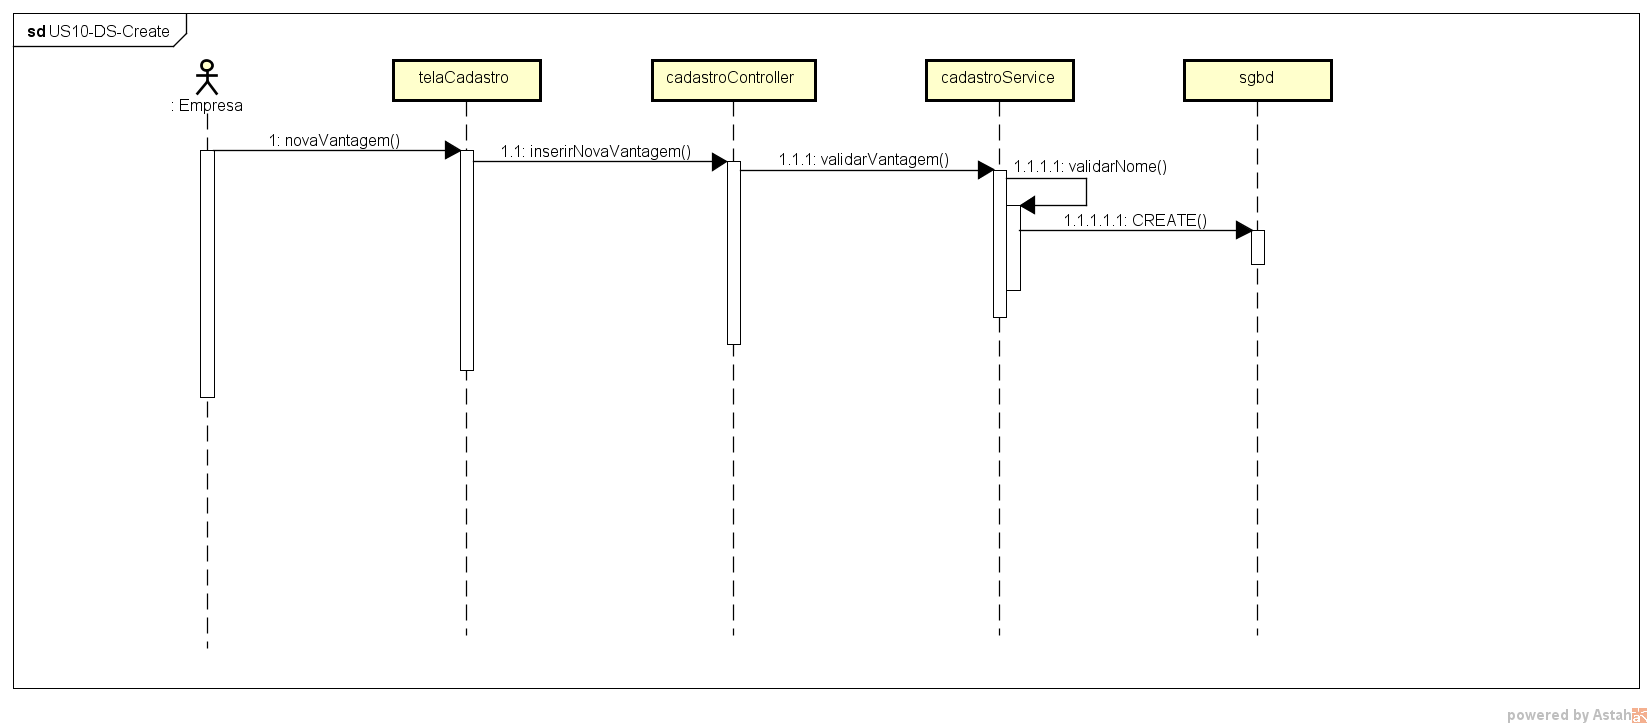 sd US10-DS-Create
telaCadastro
cadastroController
cadastroService
sgbd
: Empresa
1: novaVantagem()
1.1: inserirNovaVantagem()
1.1.1: validarVantagem()
1.1.1.1: validarNome()
1.1.1.1.1: CREATE()
powered by Astah